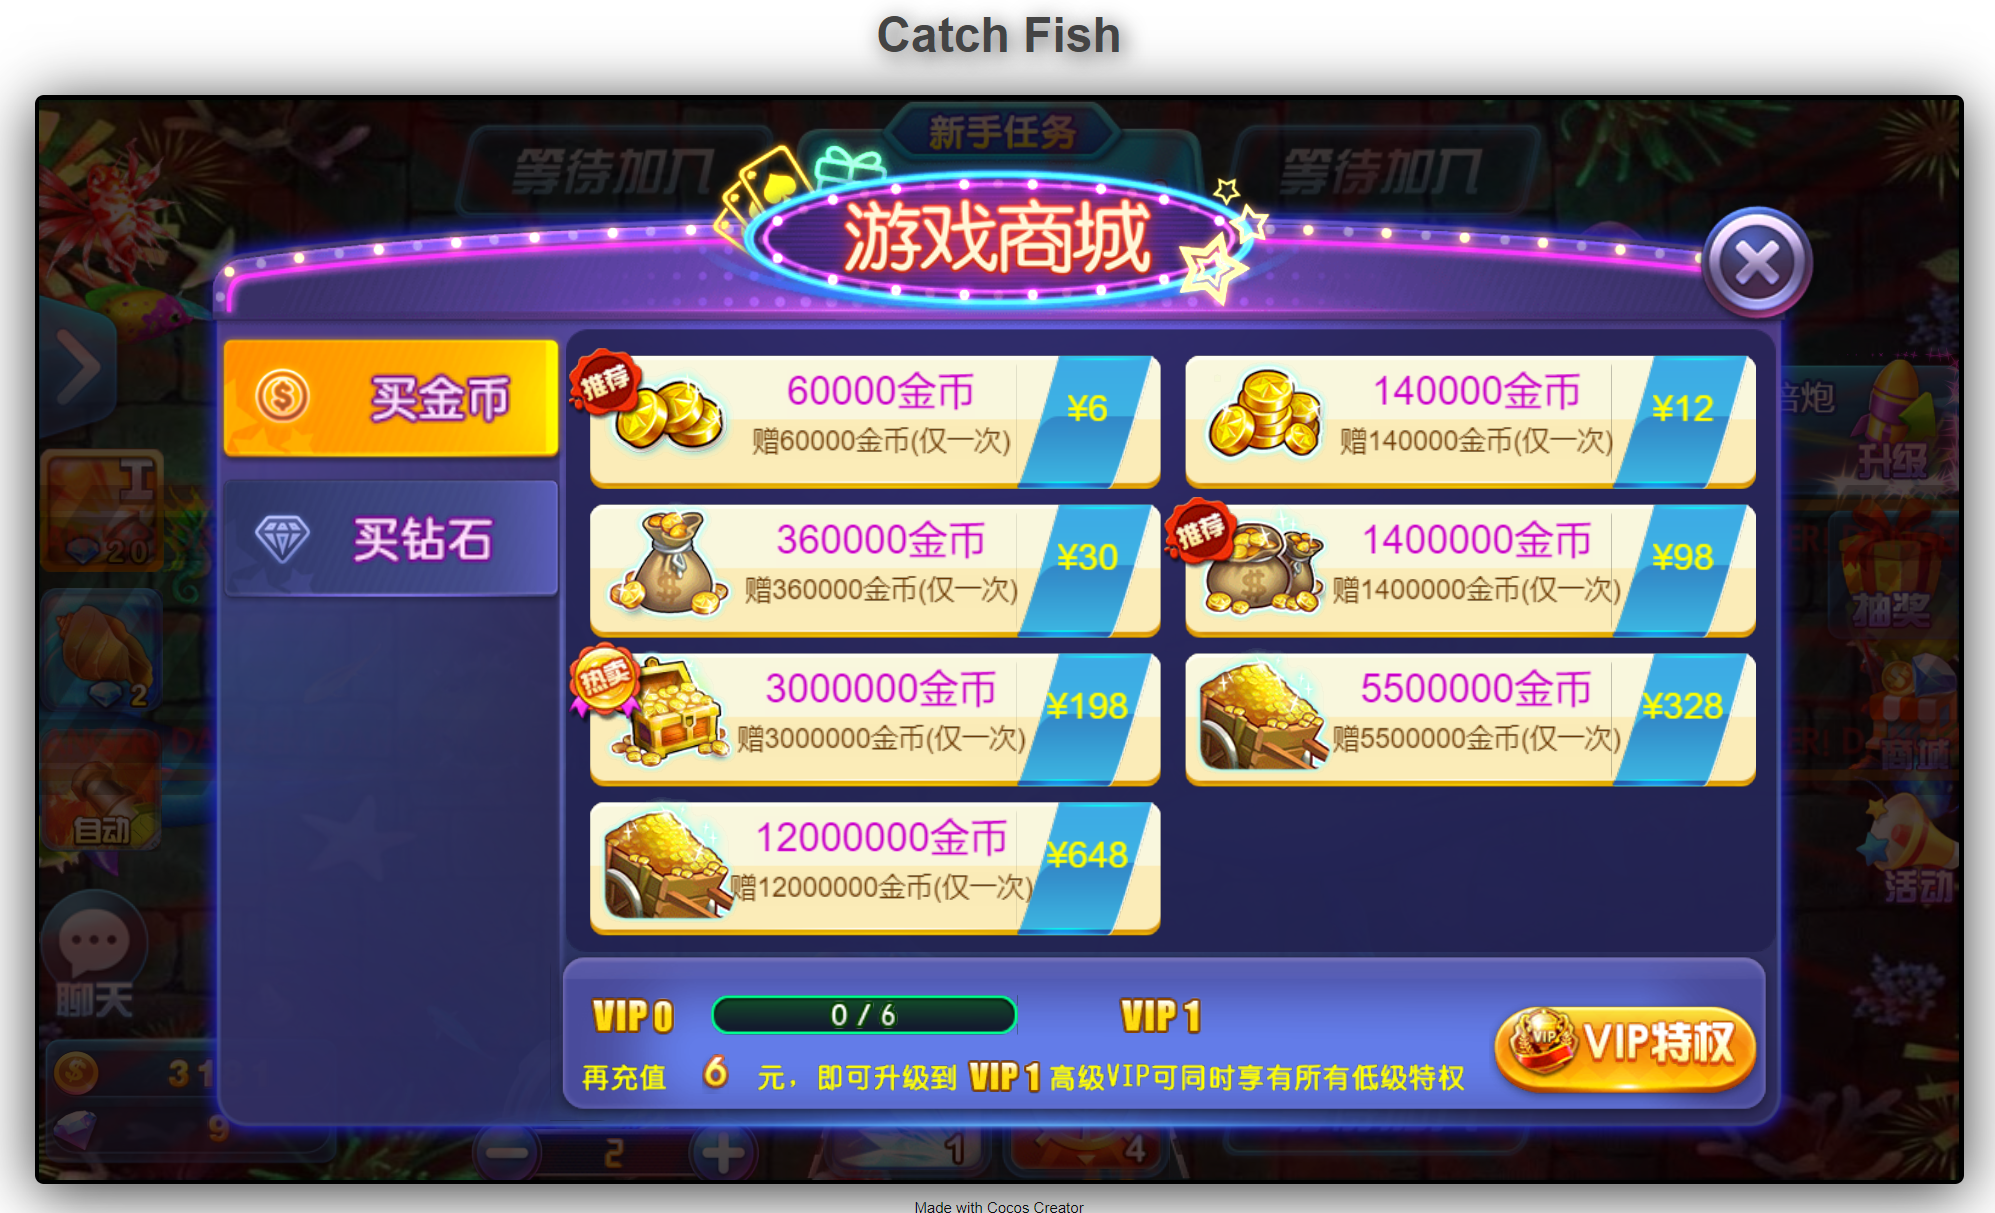 Catch Fish
新手任务
等待加入
等待加入
游戏商城
买金币
买钻石
推荐
60000金币
赠60000金币(仅一次)
¥6
140000金币
赠140000金币(仅一次)
¥12
360000金币
赠360000金币(仅一次)
¥30
推荐
1400000金币
赠1400000金币(仅一次)
¥98
热卖
3000000金币
赠3000000金币(仅一次)
¥198
5500000金币
赠5500000金币(仅一次)
¥328
12000000金币
赠12000000金币(仅一次)
¥648
VIP 0
0 / 6
VIP 1
再充值 6 元，即可升级到 VIP 1 高级VIP可同时享有所有低级特权
VIP
VIP特权
20
2
自动
聊天
9
2
1
4
倍炮
升级
抽奖
商城
活动
Made with Cocos Creator